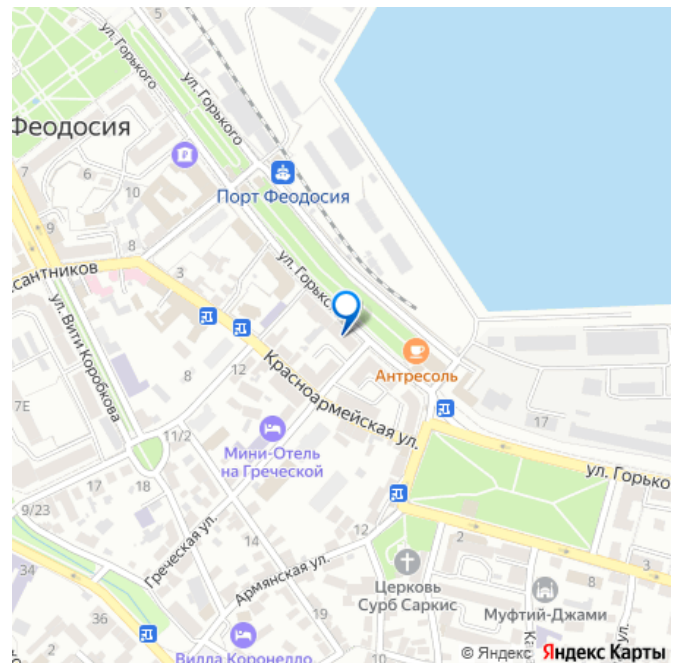 5
ул. Горького
ул. Горького
Феодосия
7
6
10
Порт Феодосия
9
8
сантников
3
ул. Горьк
ул. Вити Коробкова
8
12
Красноармейская ул.
Антресоль
7Е
11/2
Мини-Отель
на Греческой
17
ул. Горько
17
18
9/23
Греческая ул.
14
12
Армянская ул.
2
3
34
Церковь
Сурб Саркис
8
Муфтий-Джами
36
19
10
ул.
Вилла Коронелло
© Яндекс Яндекс Карты